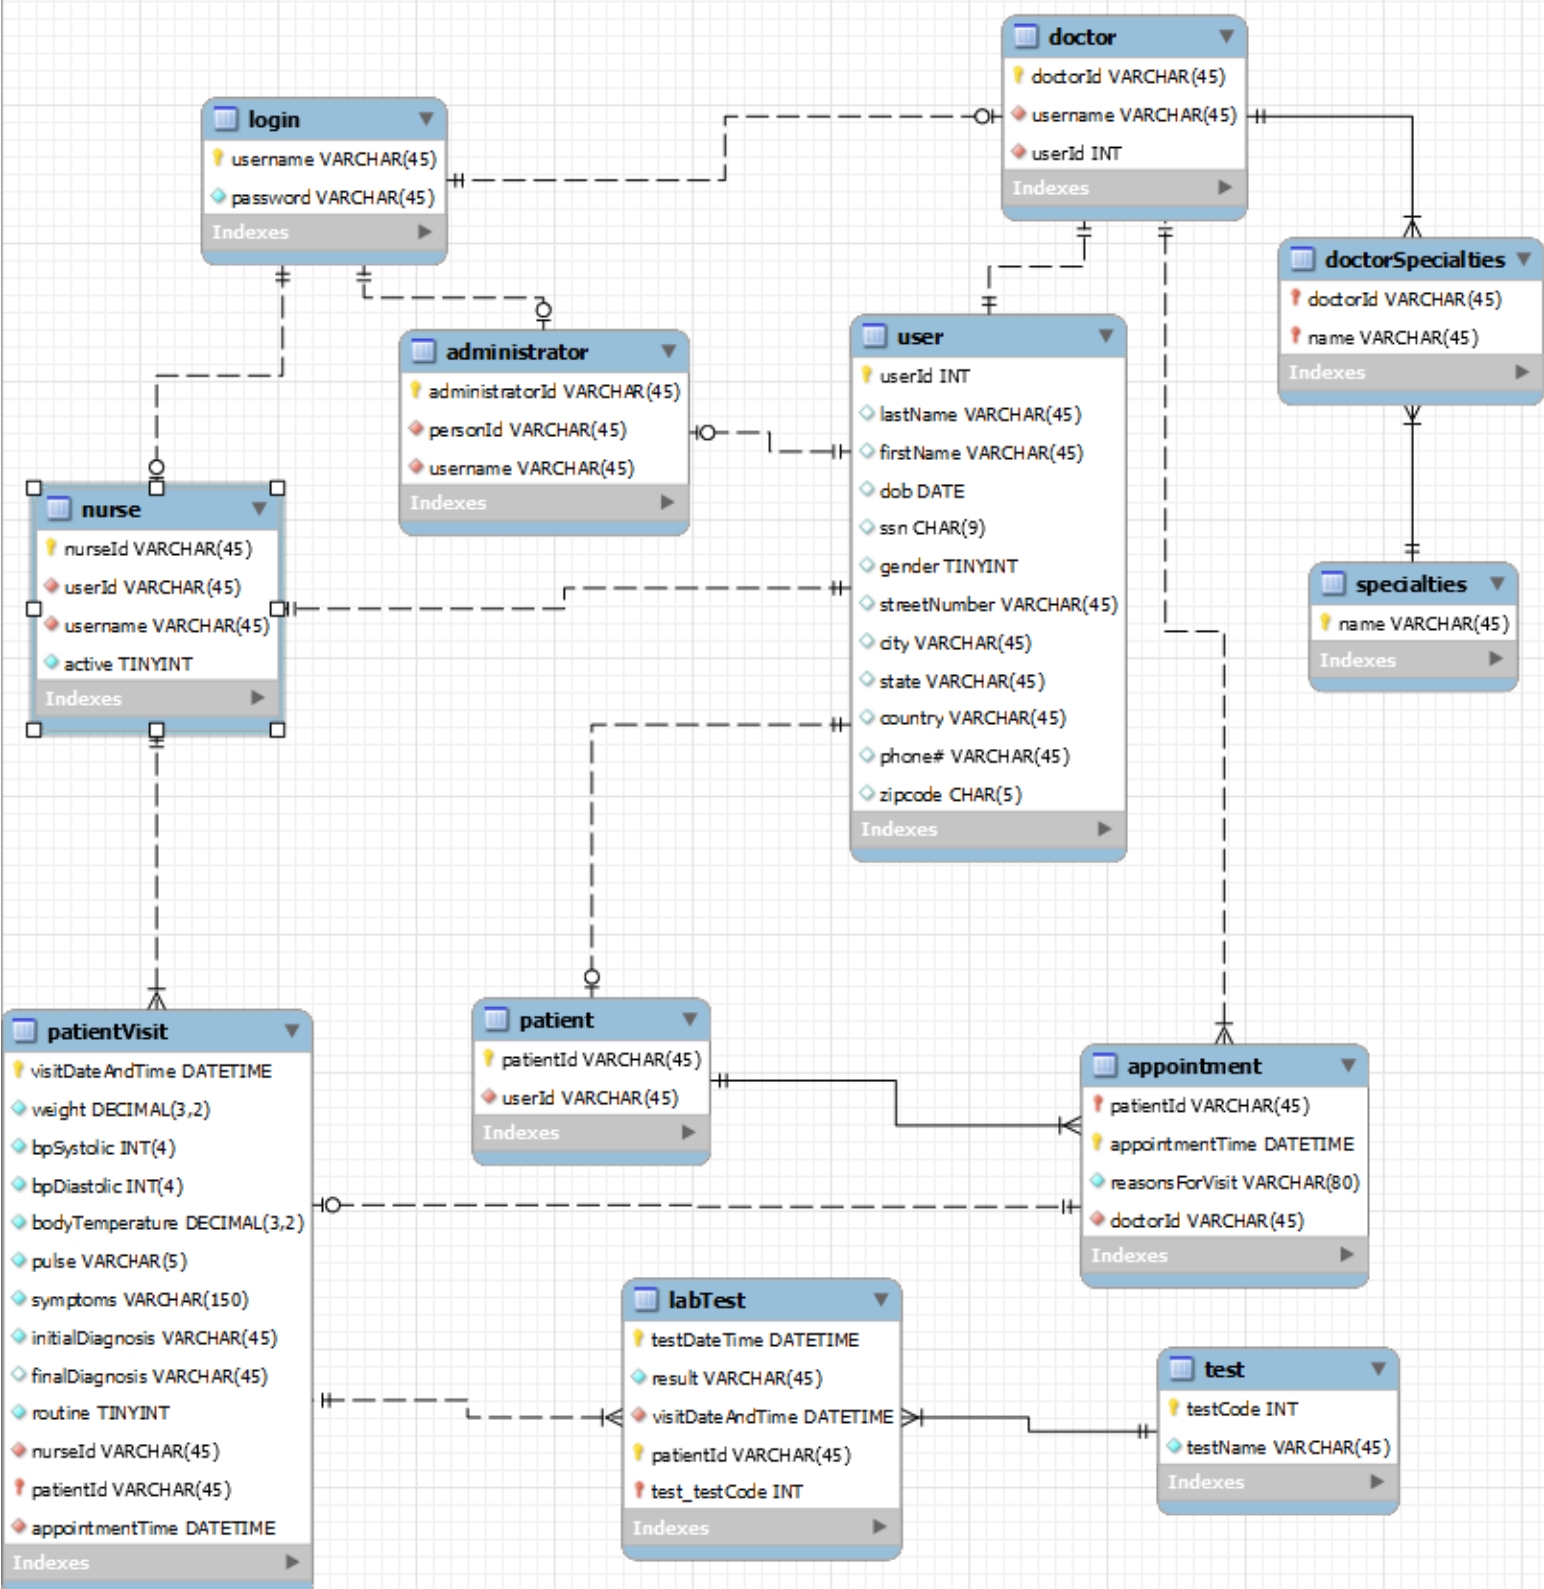 doctor
doctorId VARCHAR(45)
username VARCHAR(45)
userId INT
Indexes
login
username VARCHAR(45)
password VARCHAR(45)
Indexes
doctorSpecialties
doctorId VARCHAR(45)
name VARCHAR(45)
Indexes
administrator
administratorId VARCHAR(45)
personId VARCHAR(45)
username VARCHAR(45)
Indexes
user
userId INT
lastName VARCHAR(45)
firstName VARCHAR(45)
dob DATE
ssn CHAR(9)
gender TINYINT
streetNumber VARCHAR(45)
city VARCHAR(45)
state VARCHAR(45)
country VARCHAR(45)
phone# VARCHAR(45)
zipcode CHAR(5)
Indexes
nurse
nurseId VARCHAR(45)
userId VARCHAR(45)
username VARCHAR(45)
active TINYINT
Indexes
specialties
name VARCHAR(45)
Indexes
patientVisit
visitDateAndTime DATETIME
weight DECIMAL(3,2)
bpSystolic INT(4)
bpDiastolic INT(4)
bodyTemperature DECIMAL(3,2)
pulse VARCHAR(5)
symptoms VARCHAR(150)
initialDiagnosis VARCHAR(45)
finalDiagnosis VARCHAR(45)
routine TINYINT
nurseId VARCHAR(45)
patientId VARCHAR(45)
appointmentTime DATETIME
Indexes
patient
patientId VARCHAR(45)
userId VARCHAR(45)
Indexes
appointment
patientId VARCHAR(45)
appointmentTime DATETIME
reasonsForVisit VARCHAR(80)
doctorId VARCHAR(45)
Indexes
labTest
testDateTime DATETIME
result VARCHAR(45)
visitDateAndTime DATETIME
patientId VARCHAR(45)
test_testCode INT
Indexes
test
testCode INT
testName VARCHAR(45)
Indexes